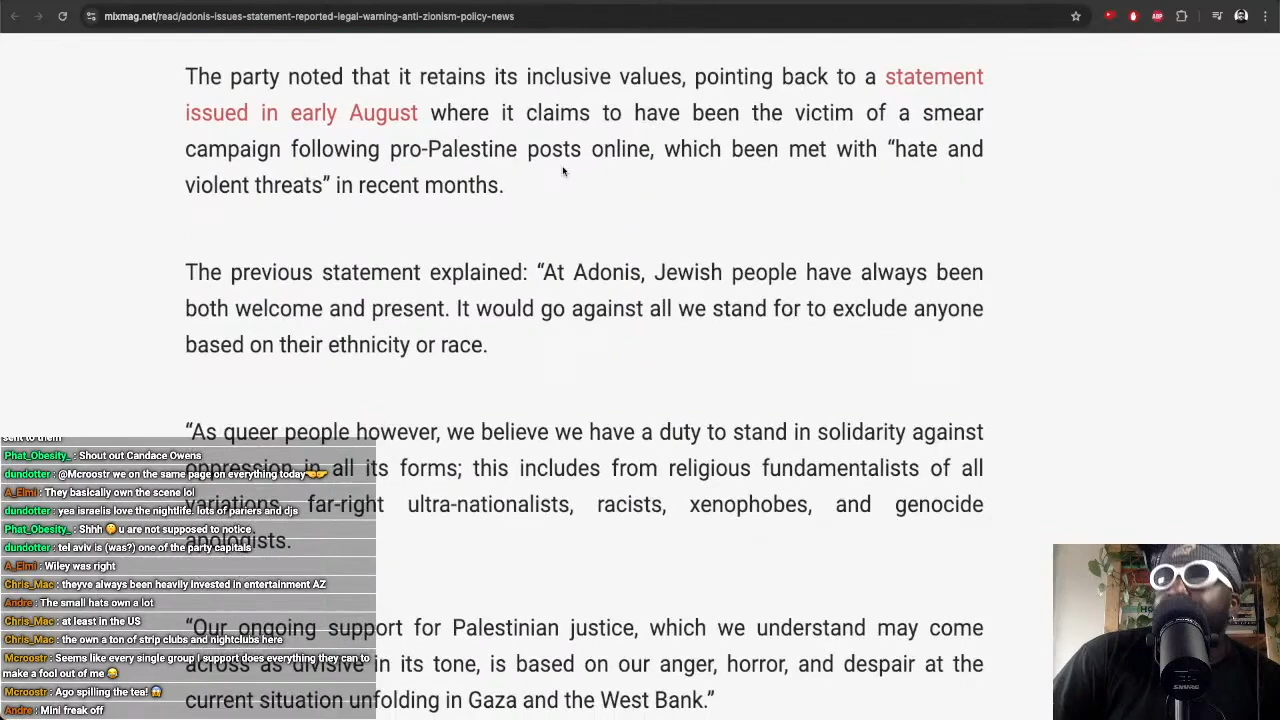 mixmag.net/read/adonis-issues-statement-reported-legal-warning-anti-zionism-policy-news
The party noted that it retains its inclusive values, pointing back to a statement
issued in early August where it claims to have been the victim of a smear
campaign following pro-Palestine posts online, which been met with “hate and
violent threats” in recent months.
The previous statement explained: “At Adonis, Jewish people have always been
both welcome and present. It would go against all we stand for to exclude anyone
based on their ethnicity or race.
“As queer people however, we believe we have a duty to stand in solidarity against
oppression in all its forms; this includes from religious fundamentalists of all
variations, far-right ultra-nationalists, racists, xenophobes, and genocide
apologists.
“Our ongoing support for Palestinian justice, which we understand may come
across as divisive in its tone, is based on our anger, horror, and despair at the
current situation unfolding in Gaza and the West Bank.”
sent to them
Phat_Obesity_ : Shout out Candace Owens
dundotter : @Mcroostr we on the same page on everything today🤝🤝
A_Elmi : They basically own the scene lol
dundotter : yea israelis love the nightlife. lots of pariers and djs
Phat_Obesity_ : Shhh 🤫 u are not supposed to notice
dundotter : tel aviv is (was?) one of the party capitals
A_Elmi : Wiley was right
Chris_Mac : theyve always been heavily invested in entertainment AZ
Andre : The small hats own a lot
Chris_Mac : at least in the US
Chris_Mac : the own a ton of strip clubs and nightclubs here
Mcroostr : Seems like every single group I support does everything they can to
make a fool out of me 😂
Mcroostr : Ago spilling the tea! 😱
Andre : Mini freak off
ABP
SHURE